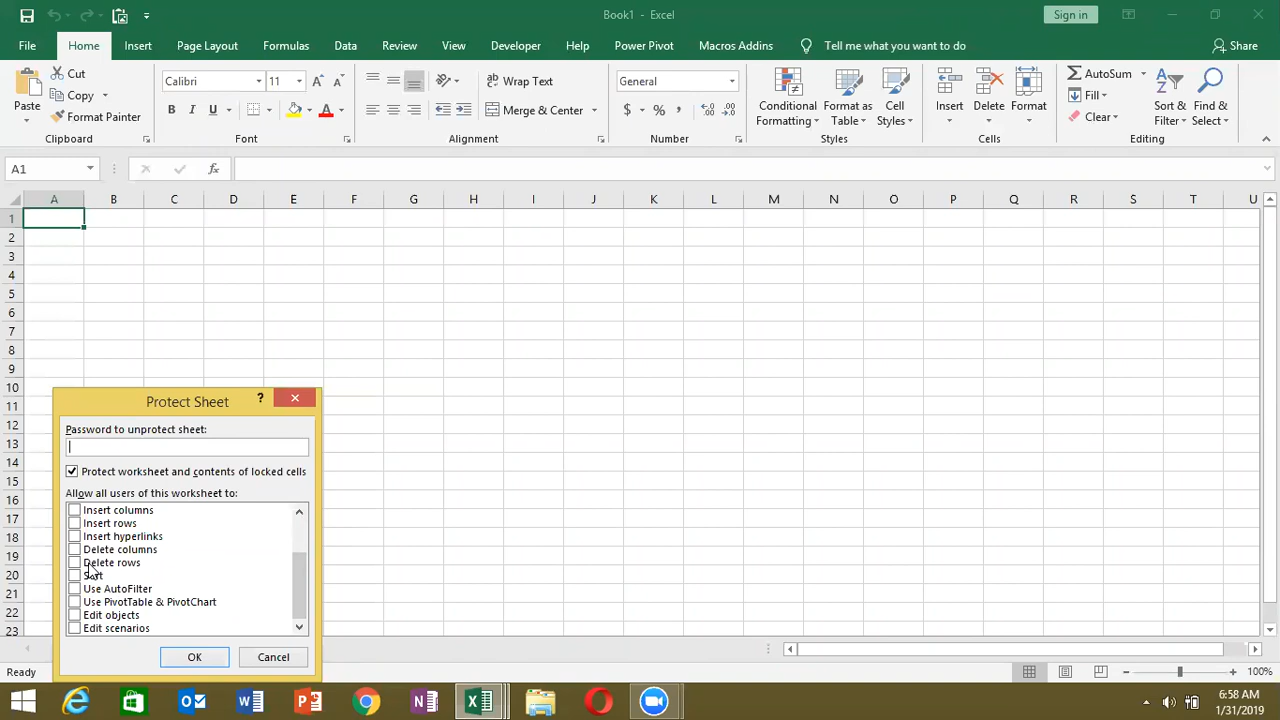 Book1 - Excel
Sign in
File Home Insert Page Layout Formulas Data Review View Developer Help Power Pivot Macros Addins Tell me what you want to do Share
Paste
Cut
Copy
Format Painter
Clipboard
Calibri 11
B I U
Font
Wrap Text
Merge & Center
Alignment
General
$ % ,
Number
Conditional Formatting
Format as Table
Cell Styles
Styles
Insert
Delete
Format
Cells
AutoSum
Fill
Clear
Sort & Filter
Find & Select
Editing
A1 fx
A B C D E F G H I J K L M N O P Q R S T U
1
2
3
4
5
6
7
8
9
10
11
12
13
14
15
16
17
18
19
20
21
22
23
Protect Sheet ?
Password to unprotect sheet:
Protect worksheet and contents of locked cells
Allow all users of this worksheet to:
Insert columns
Insert rows
Insert hyperlinks
Delete columns
Delete rows
Sort
Use AutoFilter
Use PivotTable & PivotChart
Edit objects
Edit scenarios
OK Cancel
Ready
100%
6:58 AM
1/31/2019